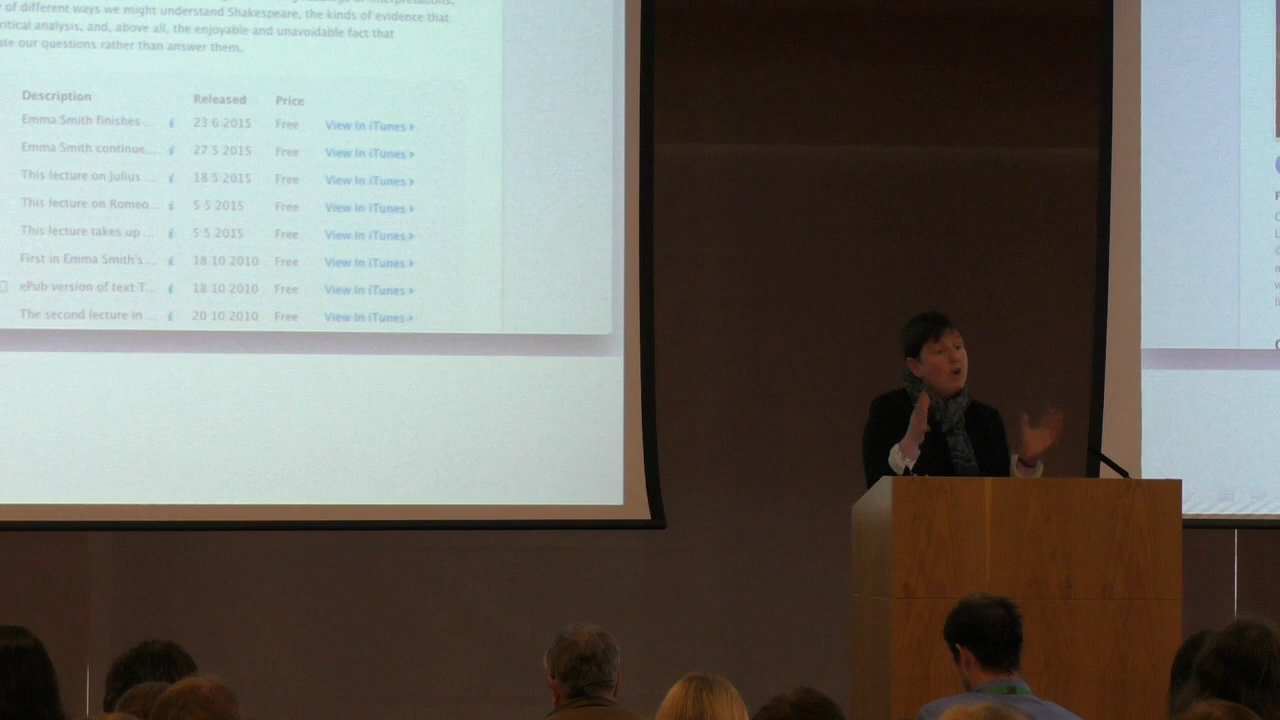 of different ways we might understand Shakespeare, the kinds of evidence that
ritical analysis, and, above all, the enjoyable and unavoidable fact that
ate our questions rather than answer them.
Description Released Price
Emma Smith finishes ... i 23 6 2015 Free View In iTunes
Emma Smith continue... i 27 5 2015 Free View In iTunes
This lecture on Julius ... i 18 5 2015 Free View In iTunes
This lecture on Romeo... i 5 5 2015 Free View In iTunes
This lecture takes up ... i 5 5 2015 Free View In iTunes
First in Emma Smith's ... i 18 10 2010 Free View In iTunes
ePub version of text T... i 18 10 2010 Free View In iTunes
The second lecture in ... i 20 10 2010 Free View In iTunes